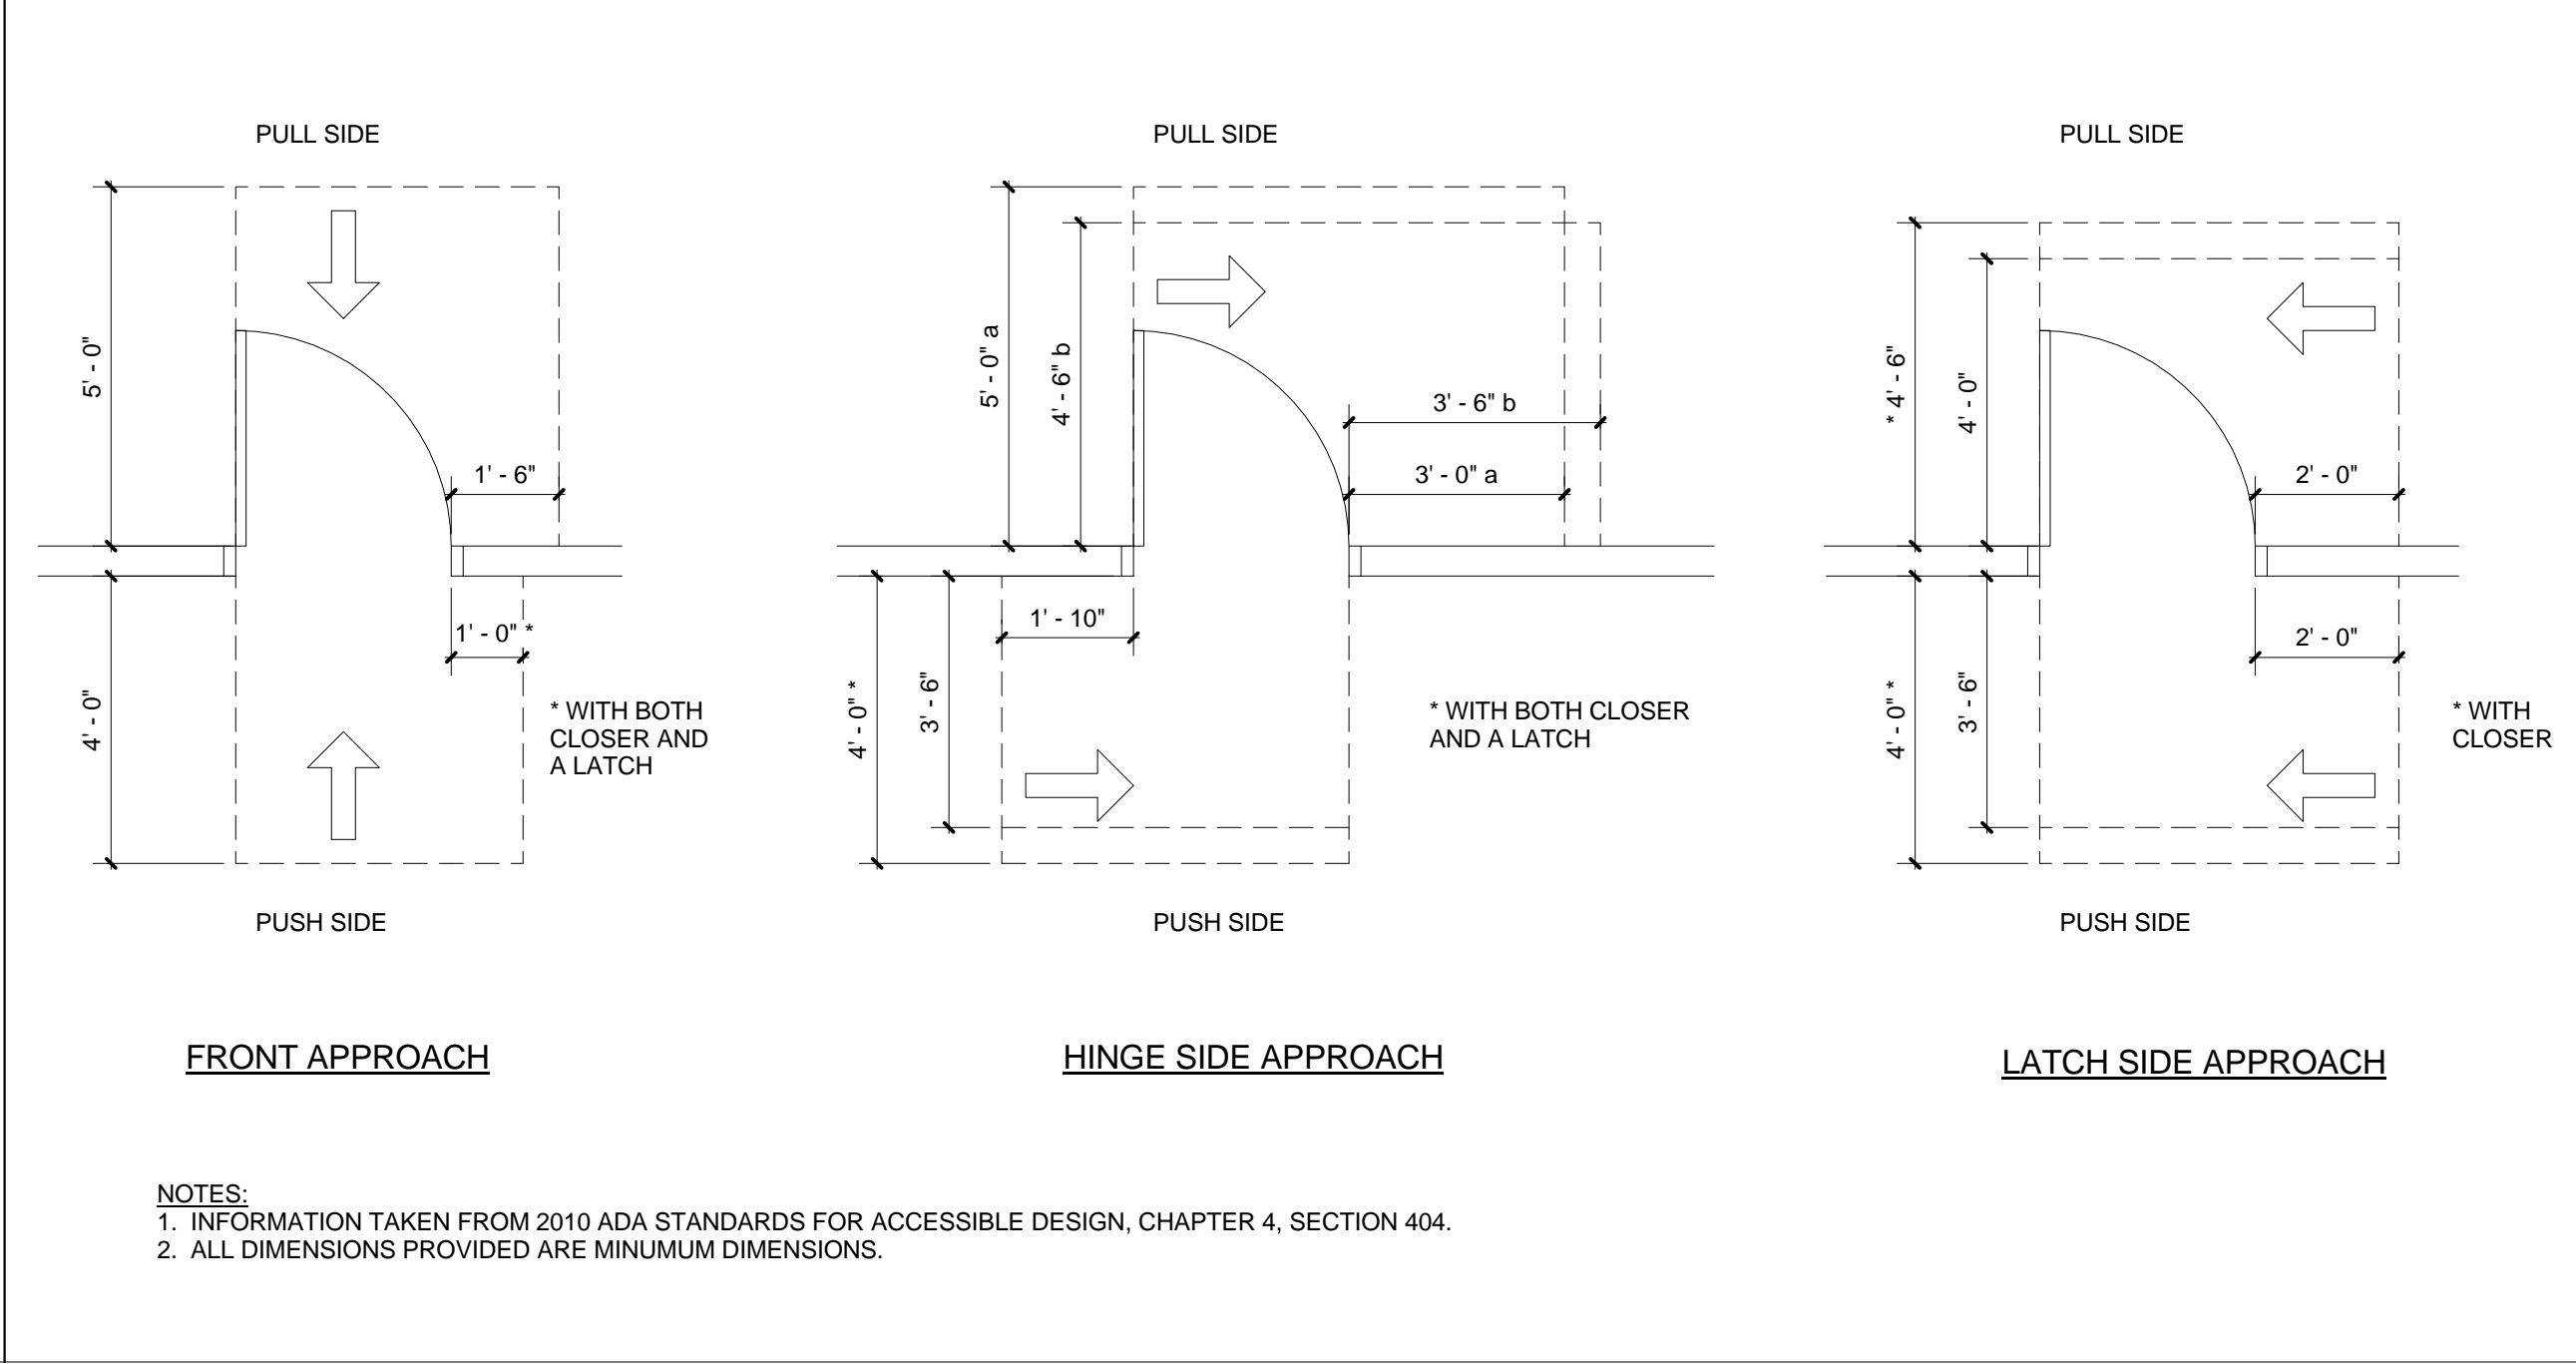 PULL SIDE
5' - 0"
1' - 6"
1' - 0" *
4' - 0"
* WITH BOTH
CLOSER AND
A LATCH
PUSH SIDE
FRONT APPROACH
PULL SIDE
5' - 0" a
4' - 6" b
3' - 6" b
3' - 0" a
1' - 10"
4' - 0" *
3' - 6"
* WITH BOTH CLOSER
AND A LATCH
PUSH SIDE
HINGE SIDE APPROACH
PULL SIDE
* 4' - 6"
4' - 0"
2' - 0"
2' - 0"
4' - 0" *
3' - 6"
* WITH
CLOSER
PUSH SIDE
LATCH SIDE APPROACH
NOTES:
1. INFORMATION TAKEN FROM 2010 ADA STANDARDS FOR ACCESSIBLE DESIGN, CHAPTER 4, SECTION 404.
2. ALL DIMENSIONS PROVIDED ARE MINUMUM DIMENSIONS.